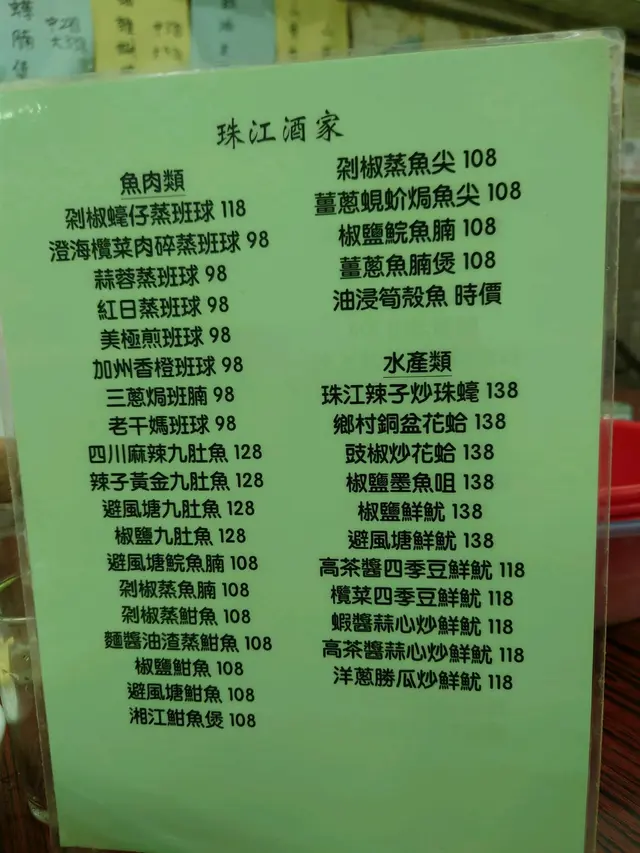 珠江酒家
魚肉類
剁椒蠔仔蒸班球 118
澄海欖菜肉碎蒸班球 98
蒜蓉蒸班球 98
紅日蒸班球 98
美極煎班球 98
加州香橙班球 98
三蔥焗班腩 98
老干媽班球 98
四川麻辣九肚魚 128
辣子黃金九肚魚 128
避風塘九肚魚 128
椒鹽九肚魚 128
避風塘鯇魚腩 108
剁椒蒸魚腩 108
剁椒蒸鮒魚 108
麵醬油渣蒸鮒魚 108
椒鹽鮒魚 108
避風塘鮒魚 108
湘江鮒魚煲 108
剁椒蒸魚尖 108
薑蔥蜆蚧焗魚尖 108
椒鹽鯇魚腩 108
薑蔥魚腩煲 108
油浸筍殼魚 時價
水產類
珠江辣子炒珠蠔 138
鄉村銅盆花蛤 138
豉椒炒花蛤 138
椒鹽墨魚咀 138
椒鹽鮮魷 138
避風塘鮮魷 138
高茶醬四季豆鮮魷 118
欖菜四季豆鮮魷 118
蝦醬蒜心炒鮮魷 118
高茶醬蒜心炒鮮魷 118
洋蔥勝瓜炒鮮魷 118